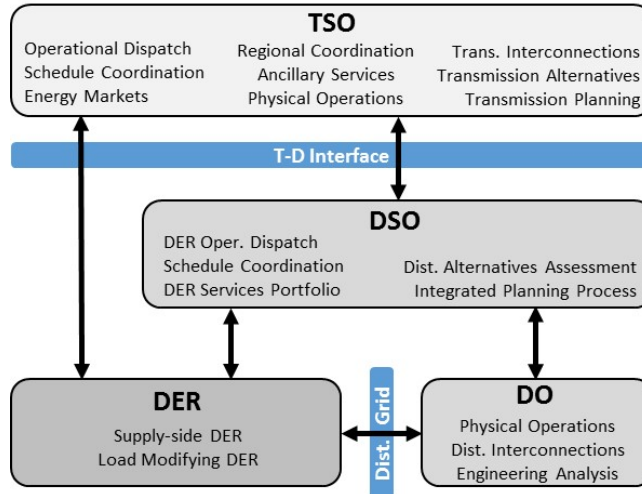 TSO
Operational Dispatch
Schedule Coordination
Energy Markets
Regional Coordination
Ancillary Services
Physical Operations
Trans. Interconnections
Transmission Alternatives
Transmission Planning
T-D Interface
DSO
DER Oper. Dispatch
Schedule Coordination
DER Services Portfolio
Dist. Alternatives Assessment
Integrated Planning Process
DER
Supply-side DER
Load Modifying DER
Dist. Grid
DO
Physical Operations
Dist. Interconnections
Engineering Analysis